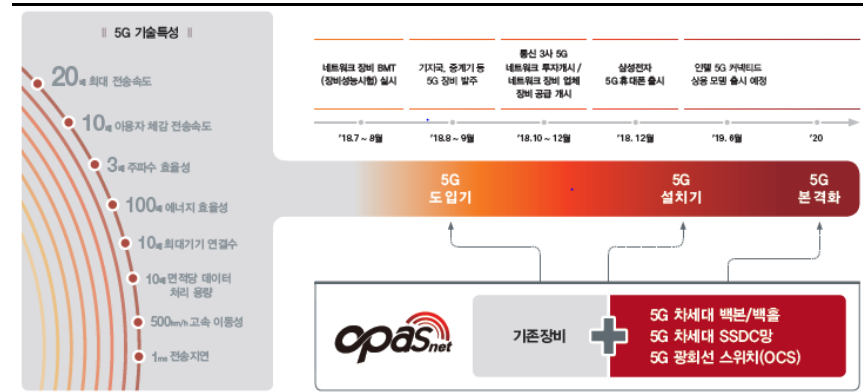 5G 기술특성
20배 최대 전송속도
10배 이용자 체감 전송속도
3배 주파수 효율성
100배 에너지 효율성
10배 최대기기 연결수
10배 면적당 데이터
처리 용량
500km/h 고속 이동성
1ms 전송지연
네트워크 장비 BMT
(장비성능시험) 실시
기지국, 중계기 등
5G 장비 발주
통신 3사 5G
네트워크 투자개시 /
네트워크 장비 업체
장비 공급 개시
삼성전자
5G 휴대폰 출시
인텔 5G 커넥티드
상용 모뎀 출시 예정
'18.7 ~ 8월
'18.8 ~ 9월
'18.10 ~ 12월
'18. 12월
'19. 6월
'20
5G
도입기
5G
설치기
5G
본격화
opasnet
기존장비
5G 차세대 백본/백홀
5G 차세대 SSDC망
5G 광회선 스위치(OCS)